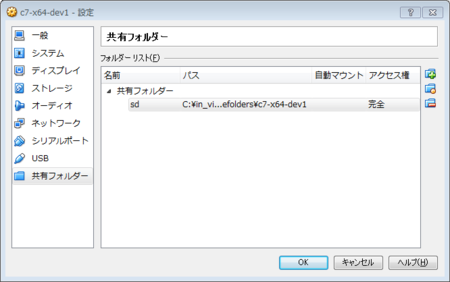 c7-x64-dev1 - 設定
一般
システム
ディスプレイ
ストレージ
オーディオ
ネットワーク
シリアルポート
USB
共有フォルダー
共有フォルダー
フォルダーリスト(F)
名前 パス 自動マウント アクセス権
共有フォルダー
sd C:¥in_vi...efolders¥c7-x64-dev1 完全
OK キャンセル ヘルプ(H)